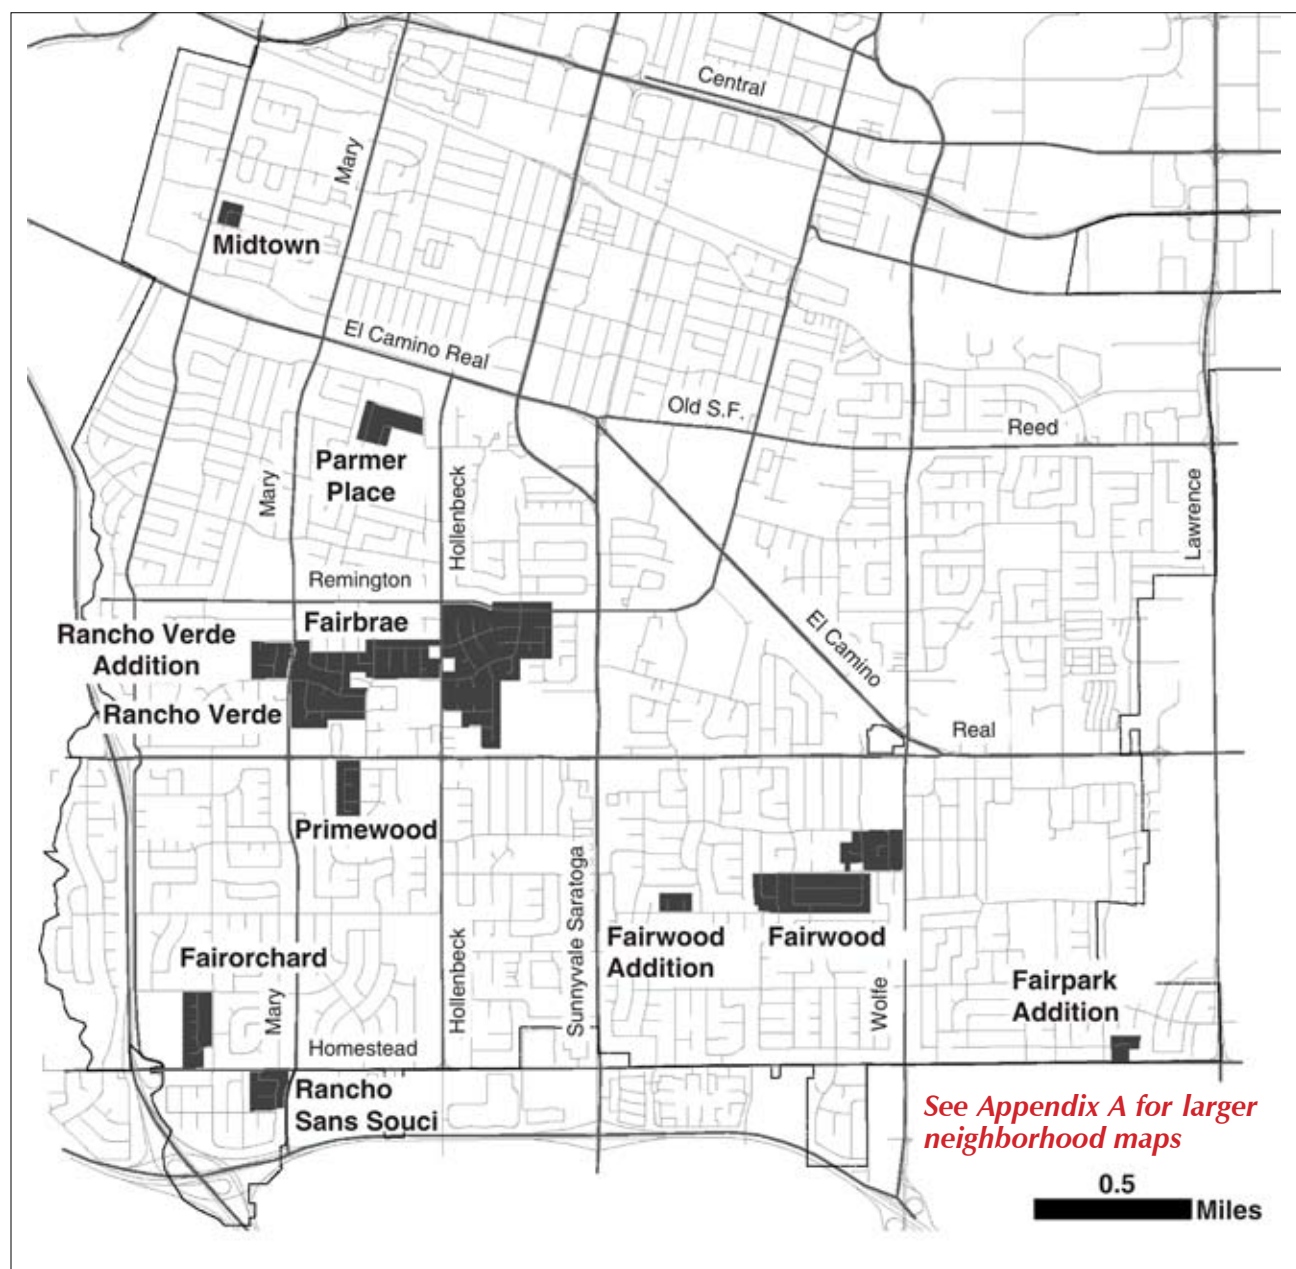 Central
Mary
Midtown
El Camino Real
Old S.F.
Reed
Parmer
Place
Mary
Hollenbeck
Lawrence
Remington
Fairbrae
Rancho Verde
Addition
El Camino
Rancho Verde
Real
Primewood
Sunnyvale Saratoga
Fairwood
Addition
Fairwood
Fairorchard
Fairpark
Addition
Mary
Hollenbeck
Wolfe
Homestead
Rancho
Sans Souci
See Appendix A for larger
neighborhood maps
0.5
Miles